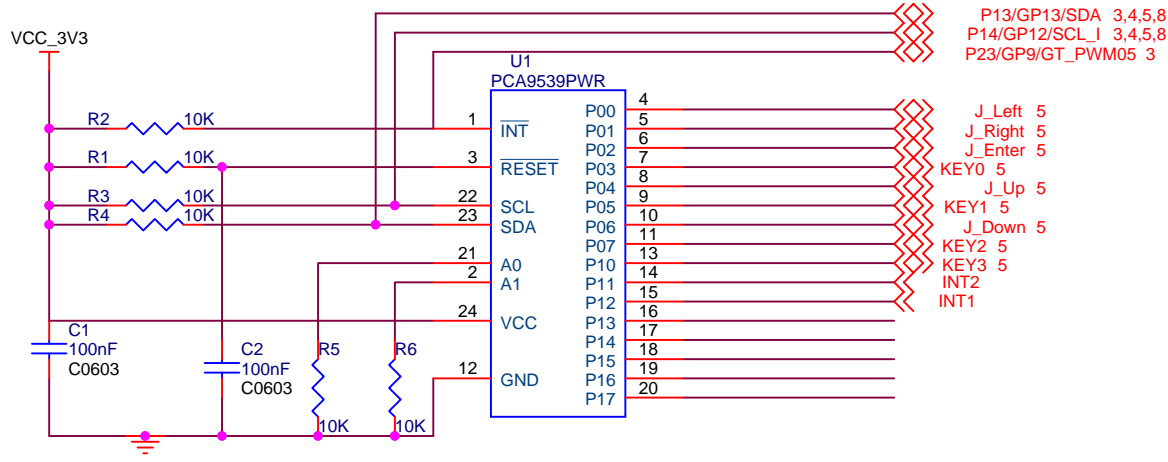 P13/GP13/SDA 3,4,5,8
P14/GP12/SCL_I 3,4,5,8
P23/GP9/GT_PWM05 3
VCC_3V3
U1
PCA9539PWR
R2 10K
R1 10K
R3 10K
R4 10K
1 INT
3 RESET
22 SCL
23 SDA
21 A0
2 A1
24 VCC
12 GND
P00 4 J_Left 5
P01 5 J_Right 5
P02 6 J_Enter 5
P03 7 KEY0 5
P04 8 J_Up 5
P05 9 KEY1 5
P06 10 J_Down 5
P07 11 KEY2 5
P10 13 KEY3 5
P11 14 INT2
P12 15 INT1
P13 16
P14 17
P15 18
P16 19
P17 20
C1
100nF
C0603
C2
100nF
C0603
R5
10K
R6
10K